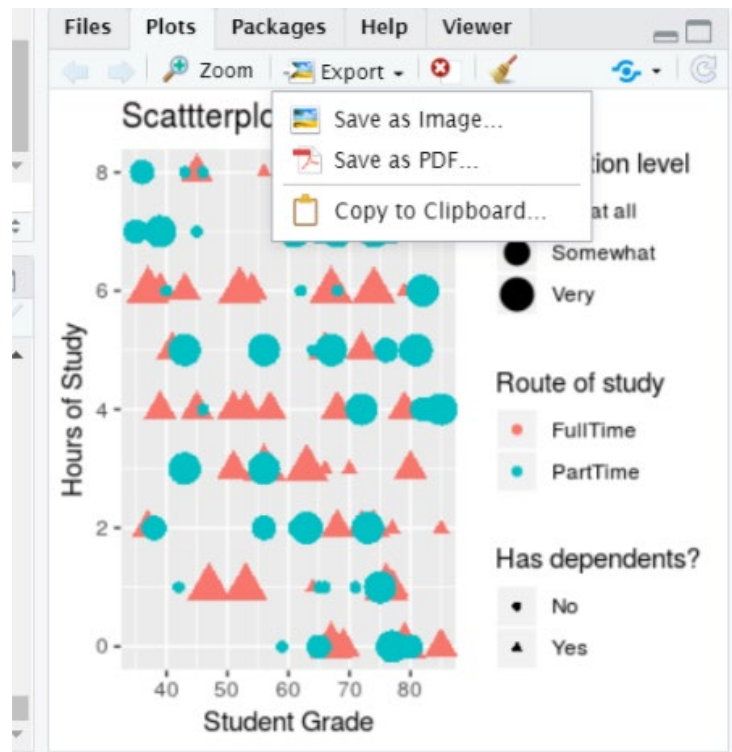 Files Plots Packages Help Viewer
Zoom Export
Scattterplo
Save as Image...
Save as PDF...
Copy to Clipboard...
ion level
at all
Somewhat
Very
Route of study
FullTime
PartTime
Has dependents?
No
Yes
Hours of Study
8
6
4
2
0
40 50 60 70 80
Student Grade